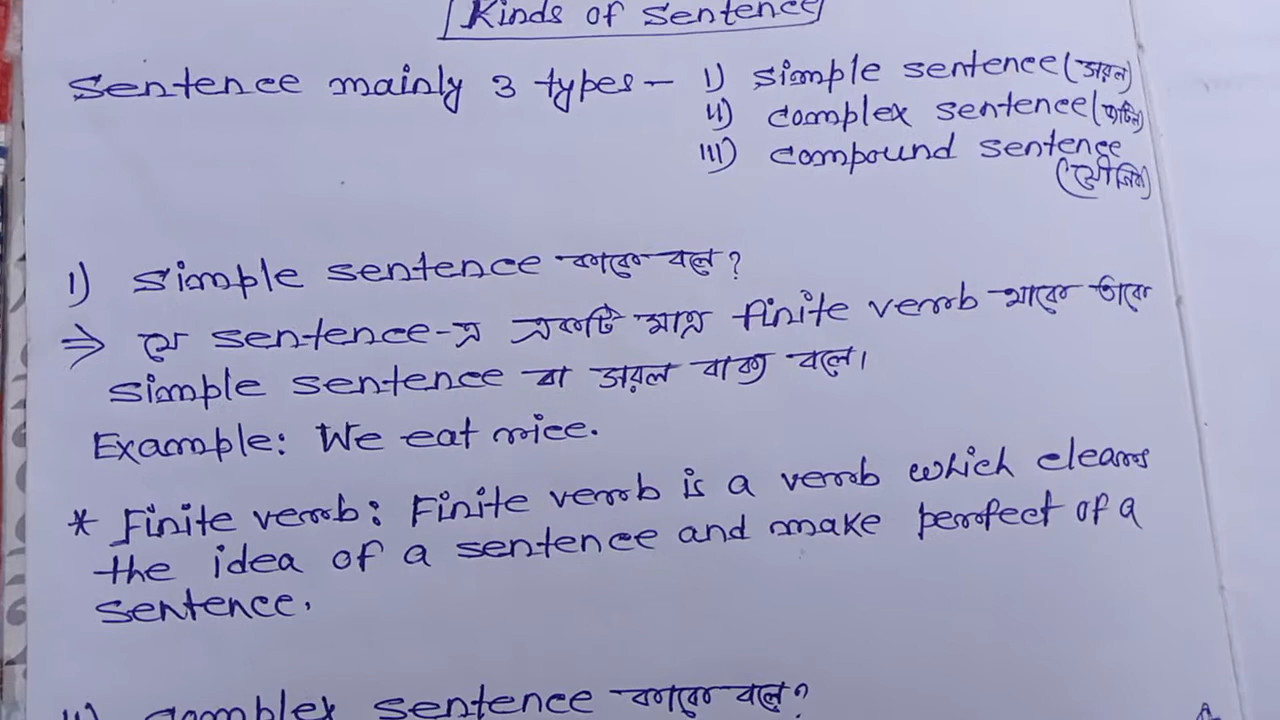 Kinds of Sentence
Sentence mainly 3 types- i) simple sentence (সরল)
ii) complex sentence (জটিল)
iii) compound sentence
(যৌগিক)
i) simple sentence কাকে বলে?
⇒ যে sentence-এ একটি মাত্র finite verb থাকে তাকে
simple sentence বা সরল বাক্য বলে।
Example: We eat rice.
* Finite verb: Finite verb is a verb which clears
the idea of a sentence and make perfect of a
sentence.
ii) complex sentence কাকে বলে?